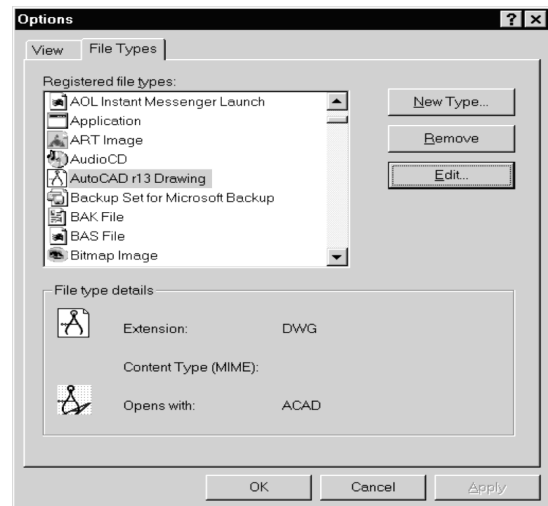 Options
View File Types
Registered file types:
AOL Instant Messenger Launch
Application
ART Image
AudioCD
AutoCAD r13 Drawing
Backup Set for Microsoft Backup
BAK File
BAS File
Bitmap Image
New Type...
Remove
Edit...
File type details
Extension: DWG
Content Type (MIME):
Opens with: ACAD
OK Cancel Apply